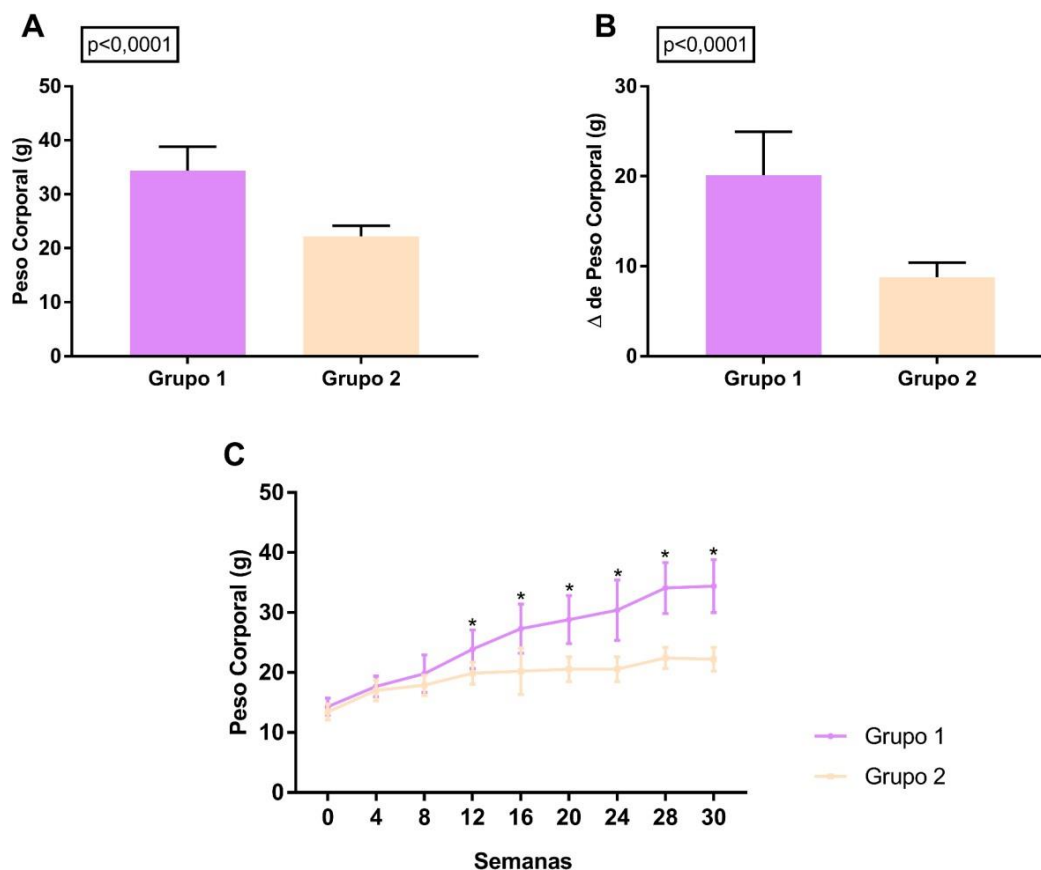 A
p<0,0001
50
40
30
20
10
0
Peso Corporal (g)
Grupo 1
Grupo 2
B
p<0,0001
30
20
10
0
Δ de Peso Corporal (g)
Grupo 1
Grupo 2
C
50
40
30
20
10
0
Peso Corporal (g)
* * * * * *
0 4 8 12 16 20 24 28 30
Semanas
Grupo 1
Grupo 2